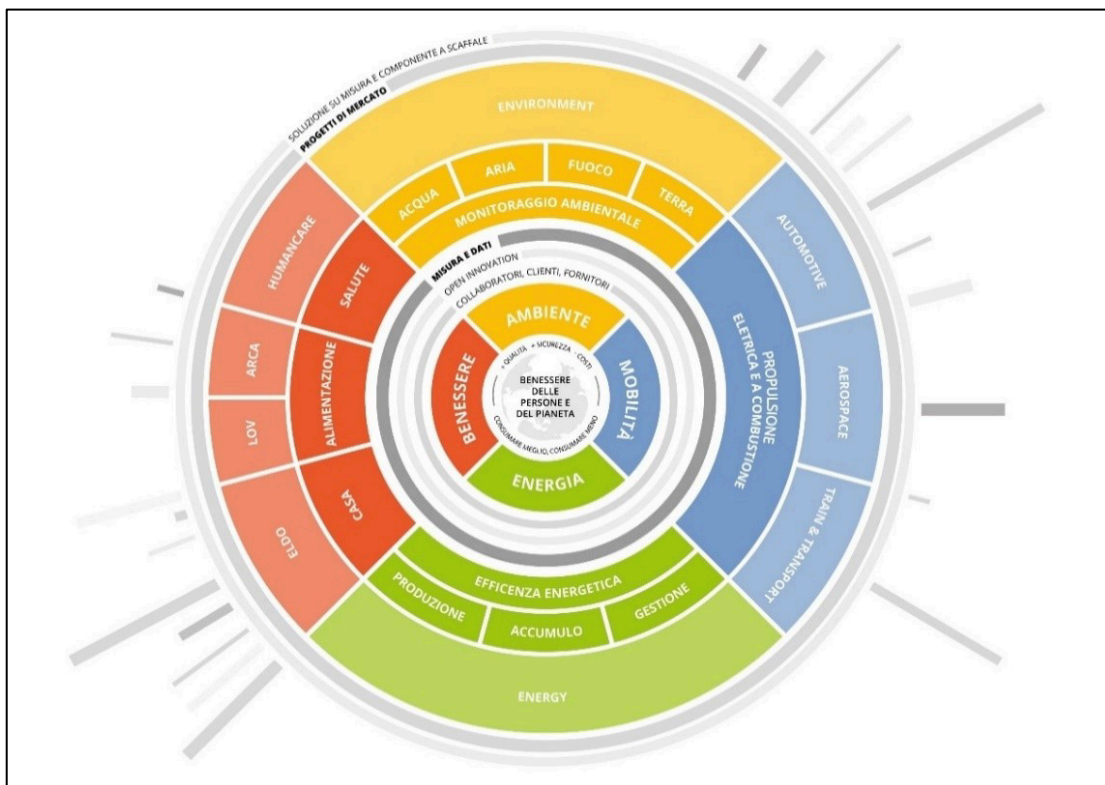 SOLUZIONE SU MISURA E COMPONENTE A SCAFFALE
PROGETTI DI MERCATO
ENVIRONMENT
ACQUA
ARIA
FUOCO
TERRA
MONITORAGGIO AMBIENTALE
MISURA E DATI
OPEN INNOVATION
COLLABORATORI, CLIENTI, FORNITORI
HUMANCARE
ARCA
LOV
ELDO
SALUTE
ALIMENTAZIONE
CASA
AMBIENTE
BENESSERE
MOBILITÀ
ENERGIA
+ QUALITÀ + SICUREZZA - COSTI
BENESSERE
DELLE
PERSONE E
DEL PIANETA
CONSUMARE MEGLIO, CONSUMARE MENO
PROPULSIONE
ELETRICA E A COMBUSTIONE
AUTOMOTIVE
AEROSPACE
TRAIN & TRANSPORT
EFFICENZA ENERGETICA
PRODUZIONE
ACCUMULO
GESTIONE
ENERGY